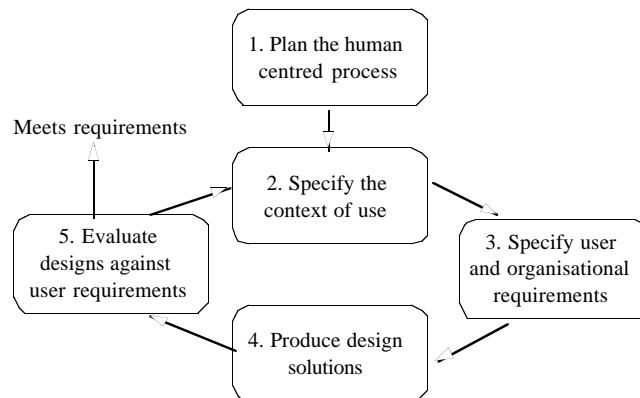 1. Plan the human
centred process
Meets requirements
2. Specify the
context of use
3. Specify user
and organisational
requirements
4. Produce design
solutions
5. Evaluate
designs against
user requirements